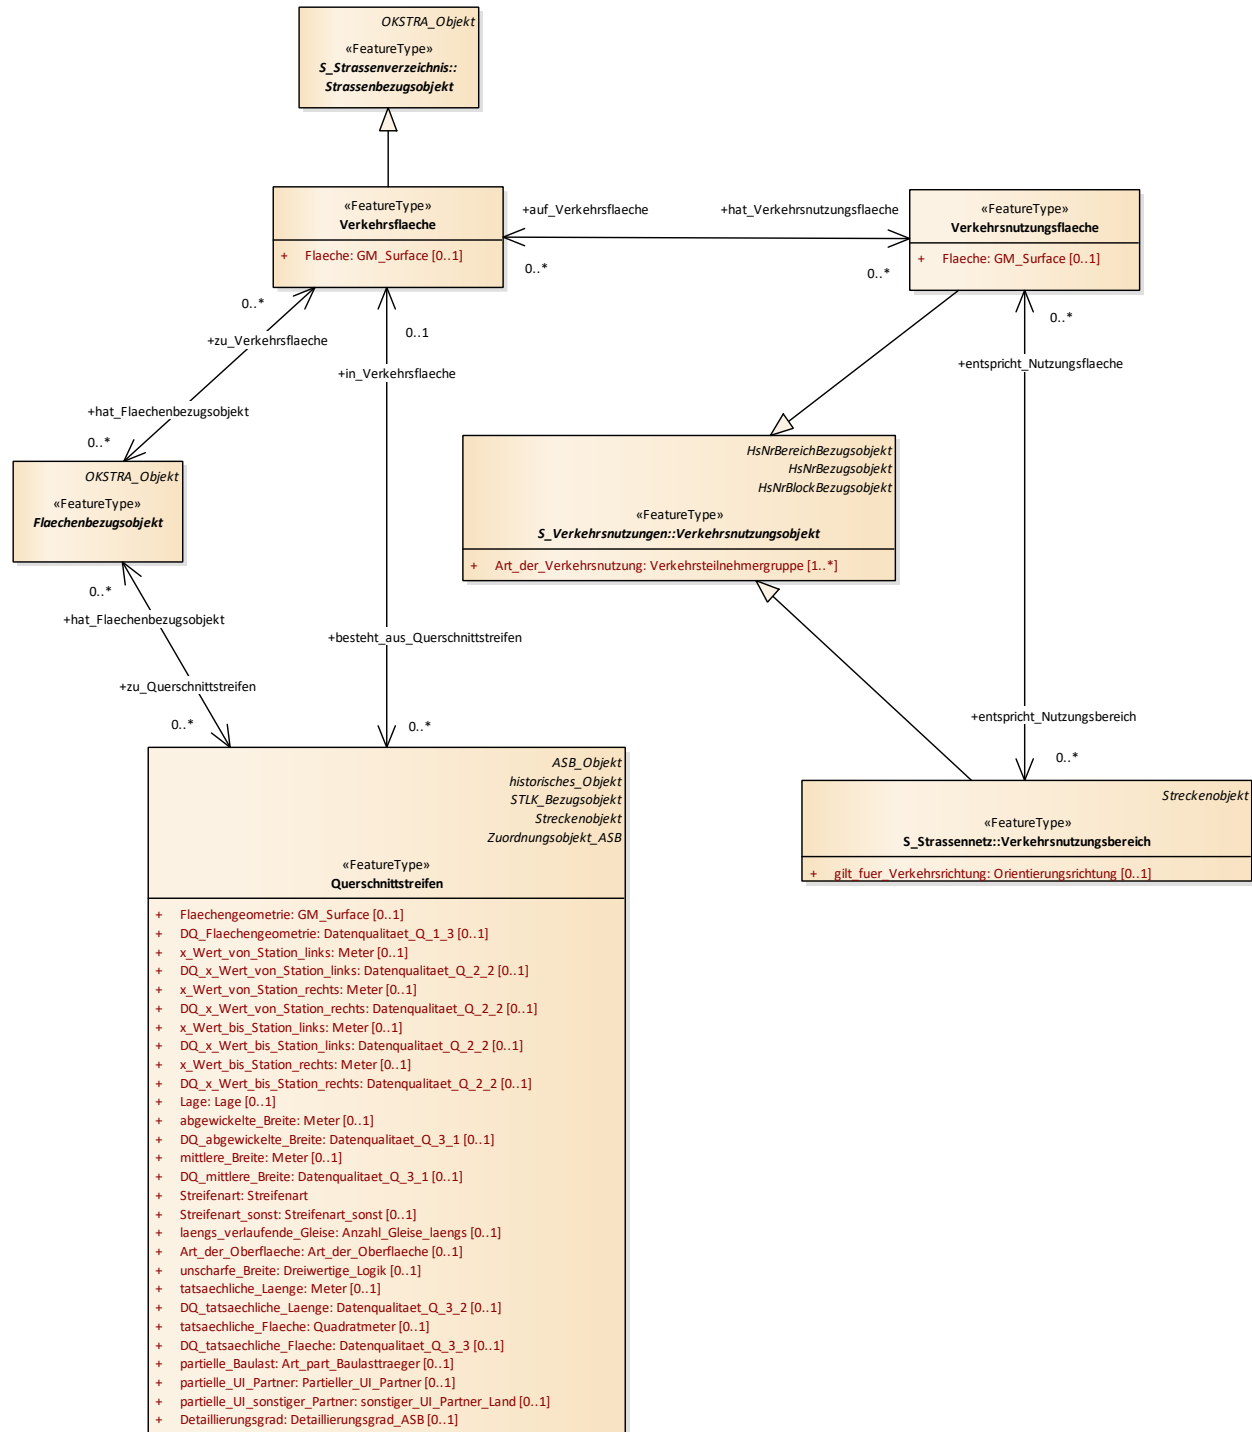 OKSTRA_Objekt
«FeatureType»
S_Strassenverzeichnis::
Strassenbezugsobjekt
«FeatureType»
Verkehrsflaeche
+ Flaeche: GM_Surface [0..1]
+auf_Verkehrsflaeche
+hat_Verkehrsnutzungsflaeche
0..*
0..*
«FeatureType»
Verkehrsnutzungsflaeche
+ Flaeche: GM_Surface [0..1]
0..*
+zu_Verkehrsflaeche
0..1
+in_Verkehrsflaeche
0..*
+entspricht_Nutzungsflaeche
+hat_Flaechenbezugsobjekt
0..*
OKSTRA_Objekt
«FeatureType»
Flaechenbezugsobjekt
HsNrBereichBezugsobjekt
HsNrBezugsobjekt
HsNrBlockBezugsobjekt
«FeatureType»
S_Verkehrsnutzungen::Verkehrsnutzungsobjekt
+ Art_der_Verkehrsnutzung: Verkehrsteilnehmergruppe [1..*]
0..*
+hat_Flaechenbezugsobjekt
+besteht_aus_Querschnittstreifen
+zu_Querschnittstreifen
0..*
0..*
+entspricht_Nutzungsbereich
0..*
ASB_Objekt
historisches_Objekt
STLK_Bezugsobjekt
Streckenobjekt
Zuordnungsobjekt_ASB
«FeatureType»
Querschnittstreifen
+ Flaechengeometrie: GM_Surface [0..1]
+ DQ_Flaechengeometrie: Datenqualitaet_Q_1_3 [0..1]
+ x_Wert_von_Station_links: Meter [0..1]
+ DQ_x_Wert_von_Station_links: Datenqualitaet_Q_2_2 [0..1]
+ x_Wert_von_Station_rechts: Meter [0..1]
+ DQ_x_Wert_von_Station_rechts: Datenqualitaet_Q_2_2 [0..1]
+ x_Wert_bis_Station_links: Meter [0..1]
+ DQ_x_Wert_bis_Station_links: Datenqualitaet_Q_2_2 [0..1]
+ x_Wert_bis_Station_rechts: Meter [0..1]
+ DQ_x_Wert_bis_Station_rechts: Datenqualitaet_Q_2_2 [0..1]
+ Lage: Lage [0..1]
+ abgewickelte_Breite: Meter [0..1]
+ DQ_abgewickelte_Breite: Datenqualitaet_Q_3_1 [0..1]
+ mittlere_Breite: Meter [0..1]
+ DQ_mittlere_Breite: Datenqualitaet_Q_3_1 [0..1]
+ Streifenart: Streifenart
+ Streifenart_sonst: Streifenart_sonst [0..1]
+ laengs_verlaufende_Gleise: Anzahl_Gleise_laengs [0..1]
+ Art_der_Oberflaeche: Art_der_Oberflaeche [0..1]
+ unscharfe_Breite: Dreiwertige_Logik [0..1]
+ tatsaechliche_Laenge: Meter [0..1]
+ DQ_tatsaechliche_Laenge: Datenqualitaet_Q_3_2 [0..1]
+ tatsaechliche_Flaeche: Quadratmeter [0..1]
+ DQ_tatsaechliche_Flaeche: Datenqualitaet_Q_3_3 [0..1]
+ partielle_Baulast: Art_part_Baulasttraeger [0..1]
+ partielle_UI_Partner: Partieller_UI_Partner [0..1]
+ partielle_UI_sonstiger_Partner: sonstiger_UI_Partner_Land [0..1]
+ Detaillierungsgrad: Detaillierungsgrad_ASB [0..1]
Streckenobjekt
«FeatureType»
S_Strassennetz::Verkehrsnutzungsbereich
+ gilt_fuer_Verkehrsrichtung: Orientierungsrichtung [0..1]